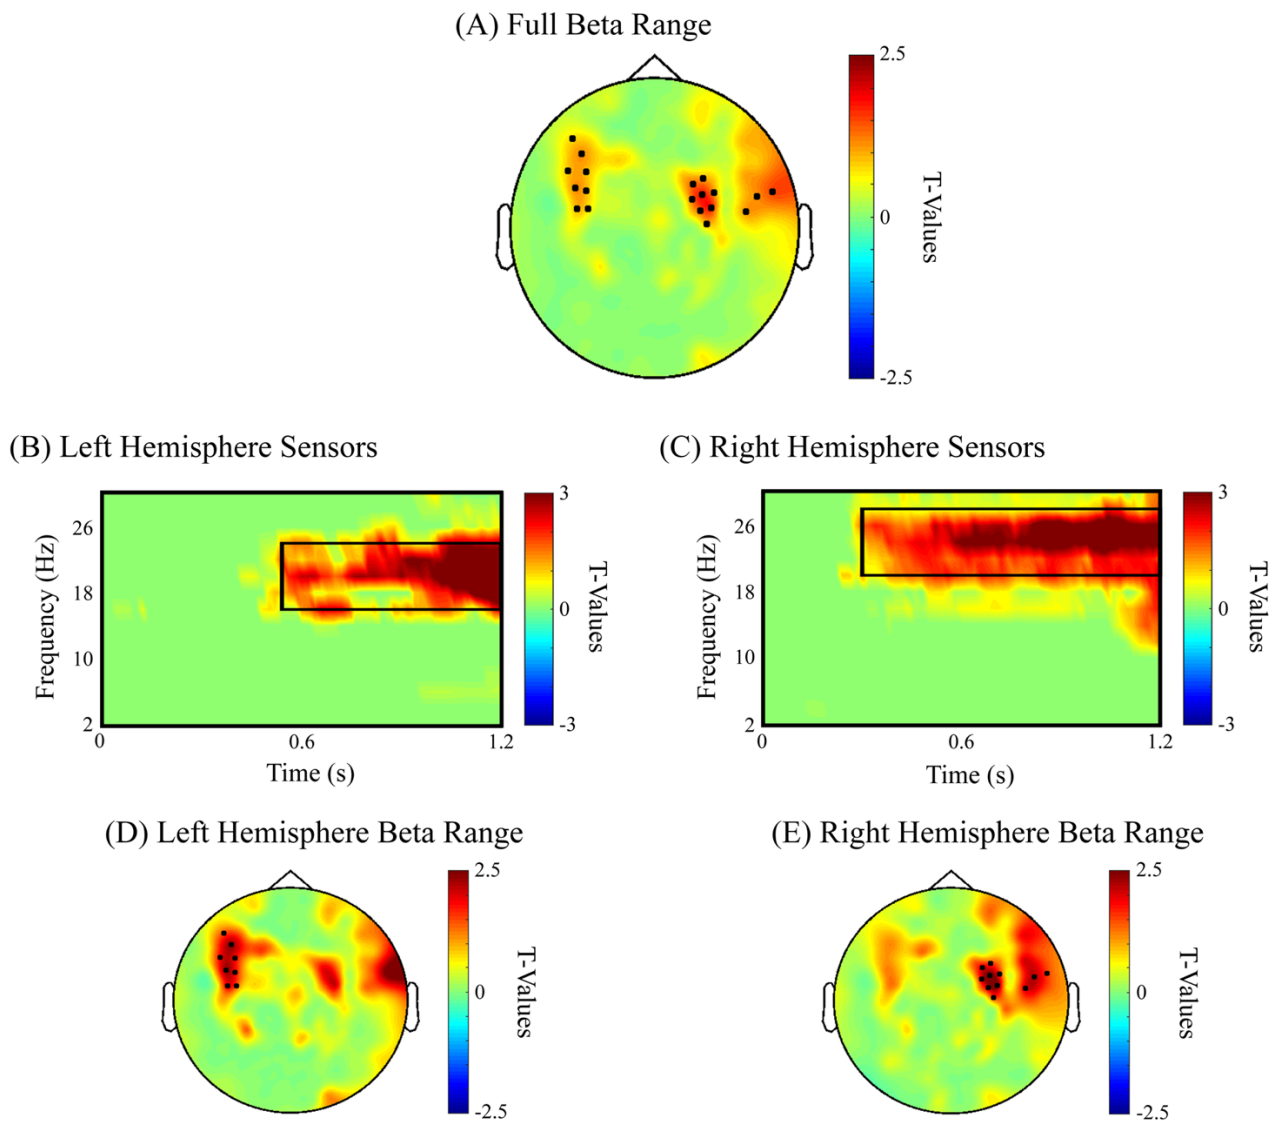 (A) Full Beta Range
2.5
0
-2.5
T-Values
(B) Left Hemisphere Sensors
26
18
10
2
Frequency (Hz)
0
0.6
1.2
Time (s)
3
0
-3
T-Values
(C) Right Hemisphere Sensors
26
18
10
2
Frequency (Hz)
0
0.6
1.2
Time (s)
3
0
-3
T-Values
(D) Left Hemisphere Beta Range
2.5
0
-2.5
T-Values
(E) Right Hemisphere Beta Range
2.5
0
-2.5
T-Values